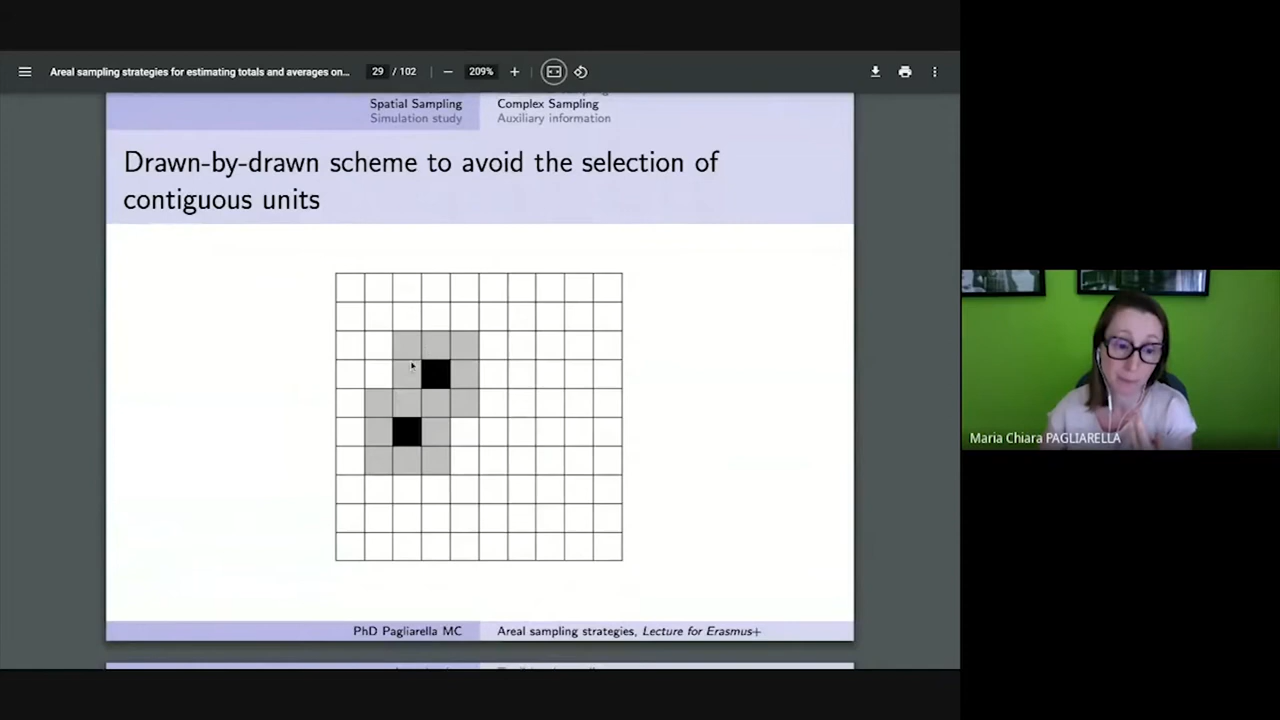 Areal sampling strategies for estimating totals and averages on...
29 / 102
209%
Spatial Sampling
Simulation study
Complex Sampling
Auxiliary information
Drawn-by-drawn scheme to avoid the selection of
contiguous units
PhD Pagliarella MC
Areal sampling strategies, Lecture for Erasmus+
Maria Chiara PAGLIARELLA